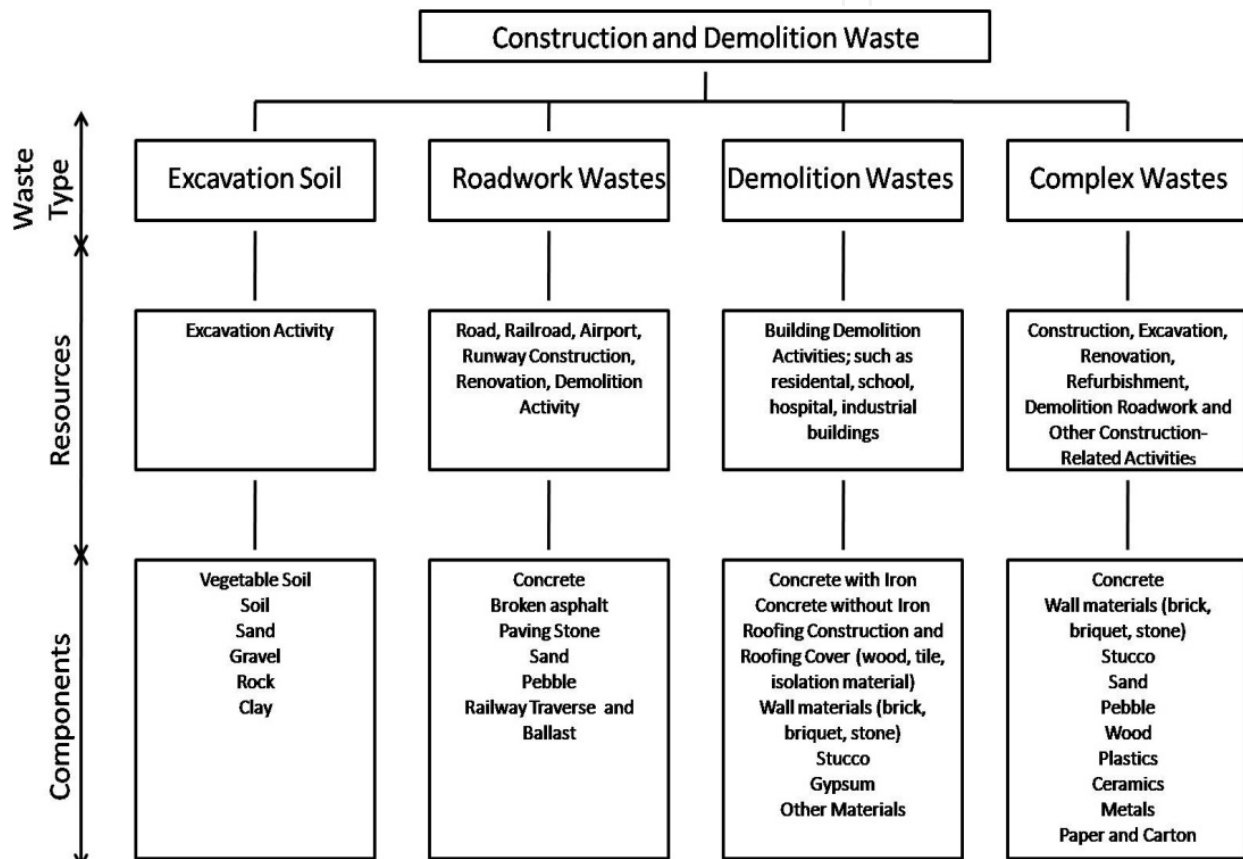 Construction and Demolition Waste
Waste
Type
Excavation Soil
Roadwork Wastes
Demolition Wastes
Complex Wastes
Resources
Excavation Activity
Road, Railroad, Airport,
Runway Construction,
Renovation, Demolition
Activity
Building Demolition
Activities; such as
residental, school,
hospital, industrial
buildings
Construction, Excavation,
Renovation,
Refurbishment,
Demolition Roadwork and
Other Construction-
Related Activities
Components
Vegetable Soil
Soil
Sand
Gravel
Rock
Clay
Concrete
Broken asphalt
Paving Stone
Sand
Pebble
Railway Traverse and
Ballast
Concrete with Iron
Concrete without Iron
Roofing Construction and
Roofing Cover (wood, tile,
isolation material)
Wall materials (brick,
briquet, stone)
Stucco
Gypsum
Other Materials
Concrete
Wall materials (brick,
briquet, stone)
Stucco
Sand
Pebble
Wood
Plastics
Ceramics
Metals
Paper and Carton